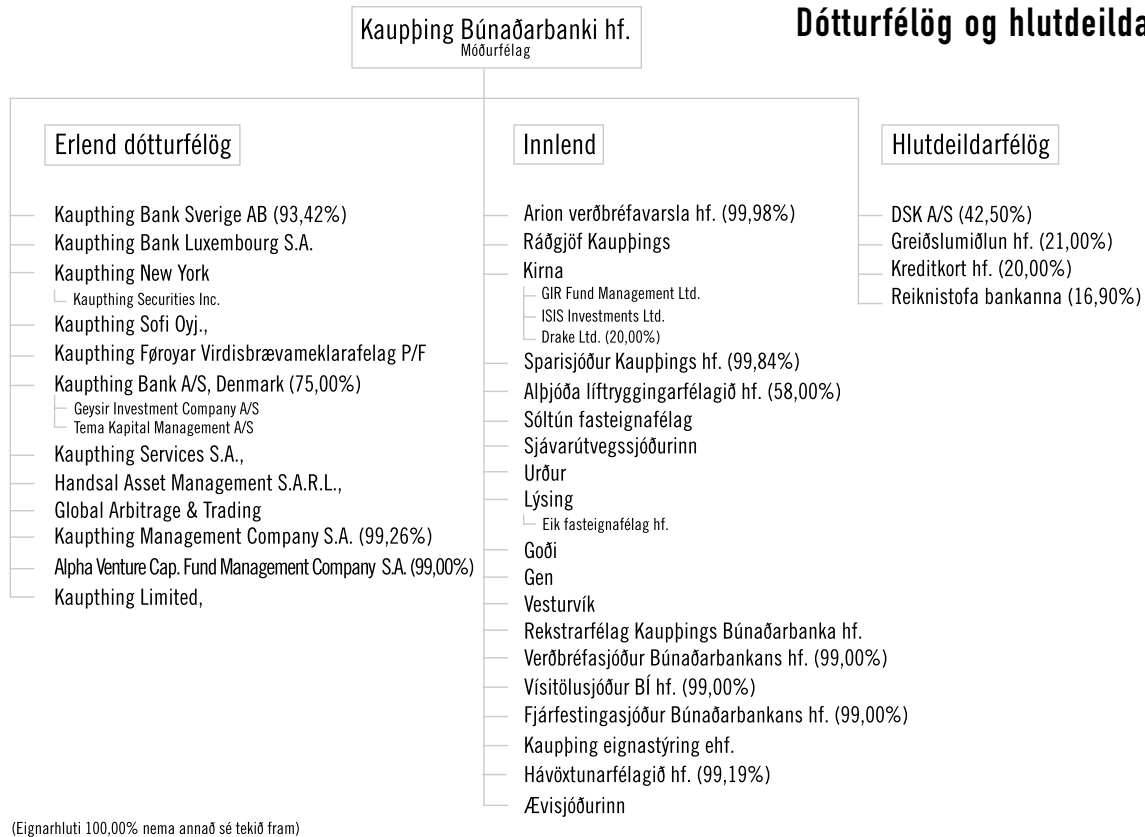 Kaupþing Búnaðarbanki hf.
Móðurfélag
Dótturfélög og hlutdeilda
Erlend dótturfélög
Kaupthing Bank Sverige AB (93,42%)
Kaupthing Bank Luxembourg S.A.
Kaupthing New York
Kaupthing Securities Inc.
Kaupthing Sofi Oyj.,
Kaupthing Føroyar Virdisbrævameklarafelag P/F
Kaupthing Bank A/S, Denmark (75,00%)
Geysir Investment Company A/S
Tema Kapital Management A/S
Kaupthing Services S.A.,
Handsal Asset Management S.A.R.L.,
Global Arbitrage & Trading
Kaupthing Management Company S.A. (99,26%)
Alpha Venture Cap. Fund Management Company S.A. (99,00%)
Kaupthing Limited,
Innlend
Arion verðbréfavarsla hf. (99,98%)
Ráðgjöf Kaupþings
Kirna
GIR Fund Management Ltd.
ISIS Investments Ltd.
Drake Ltd. (20,00%)
Sparisjóður Kaupþings hf. (99,84%)
Alþjóða líftryggingarfélagið hf. (58,00%)
Sóltún fasteignafélag
Sjávarútvegssjóðurinn
Urður
Lýsing
Eik fasteignafélag hf.
Goði
Gen
Vesturvík
Rekstrarfélag Kaupþings Búnaðarbanka hf.
Verðbréfasjóður Búnaðarbankans hf. (99,00%)
Vísitölusjóður BÍ hf. (99,00%)
Fjárfestingasjóður Búnaðarbankans hf. (99,00%)
Kaupþing eignastýring ehf.
Hávöxtunarfélagið hf. (99,19%)
Ævisjóðurinn
Hlutdeildarfélög
DSK A/S (42,50%)
Greiðslumiðlun hf. (21,00%)
Kreditkort hf. (20,00%)
Reiknistofa bankanna (16,90%)
(Eignarhluti 100,00% nema annað sé tekið fram)